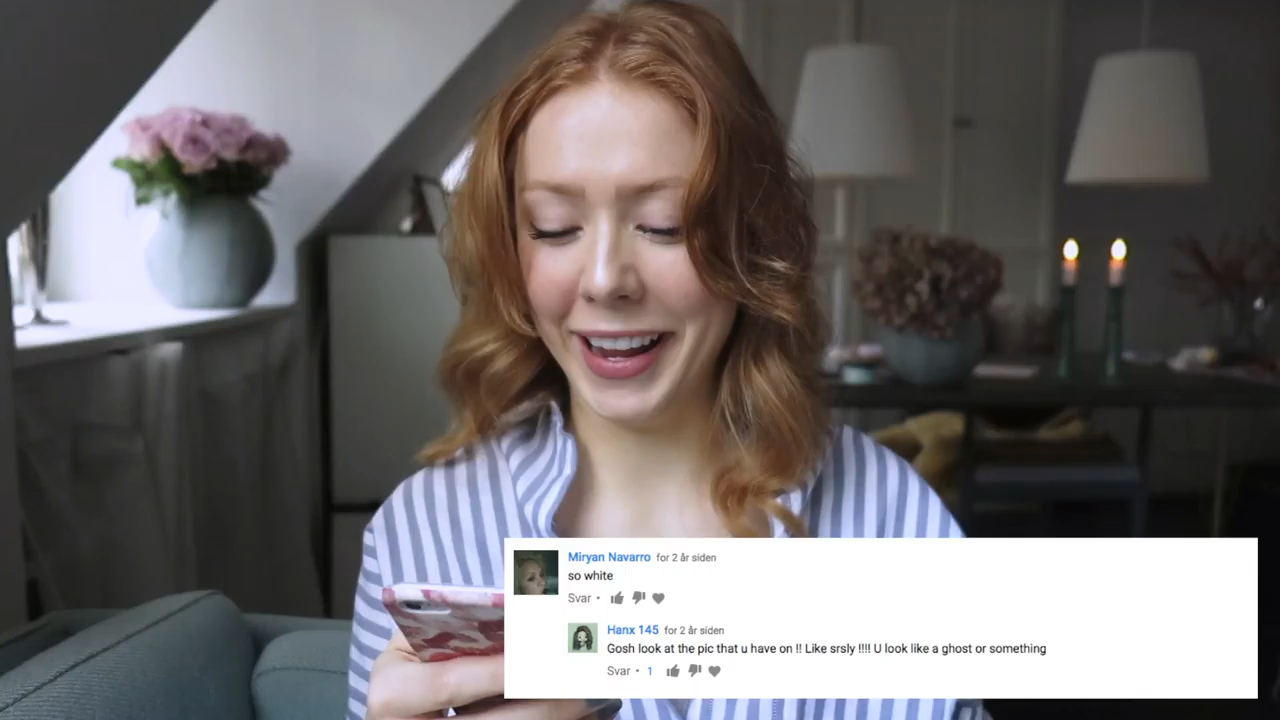 Miryan Navarro for 2 år siden
so white
Svar •
Hanx 145 for 2 år siden
Gosh look at the pic that u have on !! Like srsly !!!! U look like a ghost or something
Svar • 1